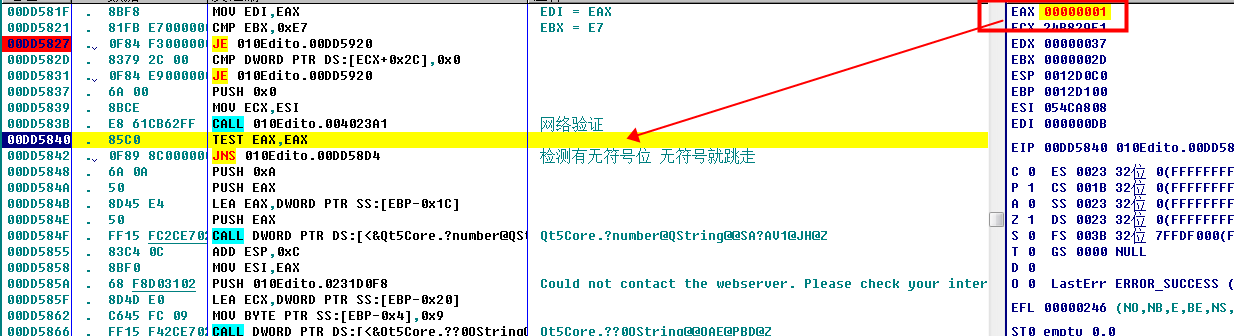 00DD581F . 8BF8 MOV EDI,EAX EDI = EAX EAX 00000001
00DD5821 . 81FB E7000000 CMP EBX,0xE7 EBX = E7
00DD5827 .⌄ 0F84 F3000000 JE 010Edito.00DD5920 EDX 00000037
00DD582D . 8379 2C 00 CMP DWORD PTR DS:[ECX+0x2C],0x0 EBX 0000002D
00DD5831 .⌄ 0F84 E9000000 JE 010Edito.00DD5920 ESP 0012D0C0
00DD5837 . 6A 00 PUSH 0x0 EBP 0012D100
00DD5839 . 8BCE MOV ECX,ESI ESI 054CA808
00DD583B . E8 61CB62FF CALL 010Edito.004023A1 网络验证 EDI 000000DB
00DD5840 . 85C0 TEST EAX,EAX EIP 00DD5840 010Edito.00DD58
00DD5842 .⌄ 0F89 8C000000 JNS 010Edito.00DD58D4 检测有无符号位 无符号就跳走
00DD5848 . 6A 0A PUSH 0xA C 0 ES 0023 32位 0(FFFFFFFF
00DD584A . 50 PUSH EAX P 1 CS 001B 32位 0(FFFFFFFF
00DD584B . 8D45 E4 LEA EAX,DWORD PTR SS:[EBP-0x1C] A 0 SS 0023 32位 0(FFFFFFFF
00DD584E . 50 PUSH EAX Z 1 DS 0023 32位 0(FFFFFFFF
00DD584F . FF15 FC2CE702 CALL DWORD PTR DS:[<&Qt5Core.?number@QSt Qt5Core.?number@QString@@SA?AV1@JH@Z S 0 FS 003B 32位 7FFDF000(F
00DD5855 . 83C4 0C ADD ESP,0xC T 0 GS 0000 NULL
00DD5858 . 8BF0 MOV ESI,EAX D 0
00DD585A . 68 F8D03102 PUSH 010Edito.0231D0F8 Could not contact the webserver. Please check your inter O 0 LastErr ERROR_SUCCESS (
00DD585F . 8D4D E0 LEA ECX,DWORD PTR SS:[EBP-0x20]
00DD5862 . C645 FC 09 MOV BYTE PTR SS:[EBP-0x4],0x9 EFL 00000246 (NO,NB,E,BE,NS,
00DD5866 . FF15 F42CE702 CALL DWORD PTR DS:[<&Qt5Core.??0QString@ Qt5Core.??0QString@@QAE@PBD@Z ST0 empty 0.0